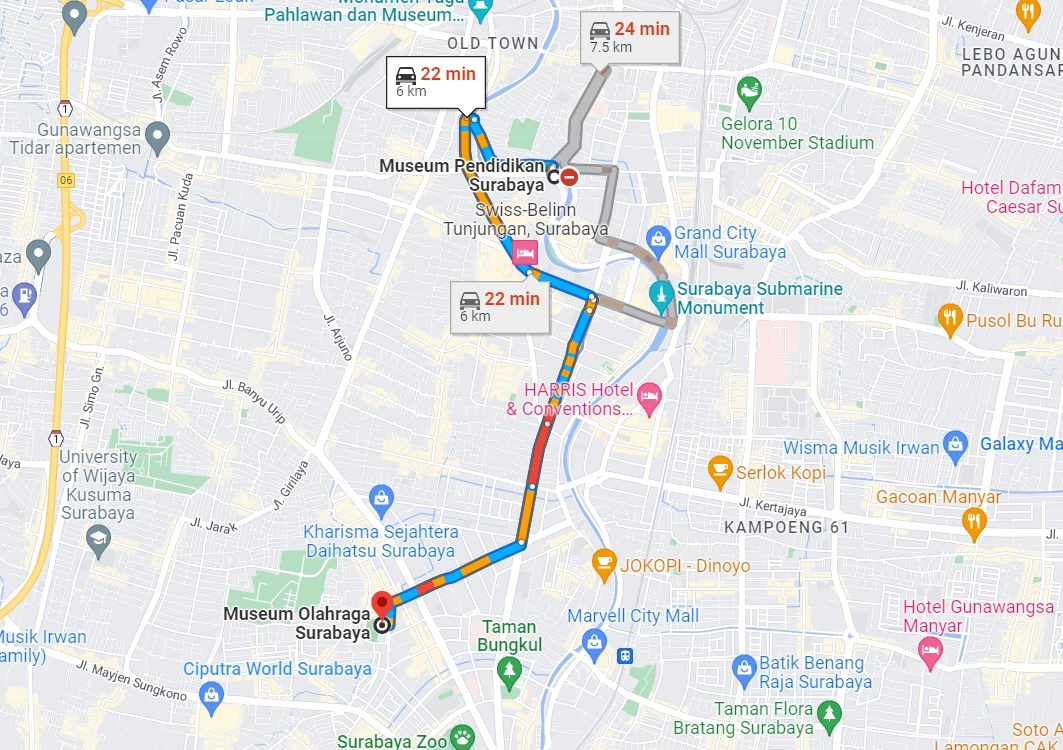 Pahlawan dan Museum...
OLD TOWN
24 min
7.5 km
Jl. Kenjeran
LEBO AGUN
PANDANSAR
22 min
6 km
Jl. Asem Rowo
1
Gunawangsa
Tidar apartemen
Gelora 10
November Stadium
Museum Pendidikan
Surabaya
06
Hotel Dafam
Caesar Su
Jl. Pacuan Kuda
Swiss-Belinn
Tunjungan, Surabaya
Grand City
Mall Surabaya
aza
a
6
22 min
6 km
Surabaya Submarine
Monument
Jl. Kaliwaron
Pusol Bu Ru
Jl. Arjuno
Jl. Simo Gn.
Jl. Banyu Urip
HARRIS Hotel
& Conventions...
1
laya
University
of Wijaya
Kusuma
Surabaya
Jl. Girilaya
Wisma Musik Irwan
Galaxy Ma
Serlok Kopi
Jl. Kertajaya
Gacoan Manyar
Jl. Jarak
Kharisma Sejahtera
Daihatsu Surabaya
KAMPOENG 61
JOKOPI - Dinoyo
Museum Olahraga
Surabaya
Hotel Gunawangsa
Manyar
Marvell City Mall
Taman
Bungkul
Musik Irwan
amily)
Jl. Mayjen Sungkono
Ciputra World Surabaya
Batik Benang
Raja Surabaya
Taman Flora
Bratang Surabaya
Surabaya Zoo
Soto A
Lamongan CAK